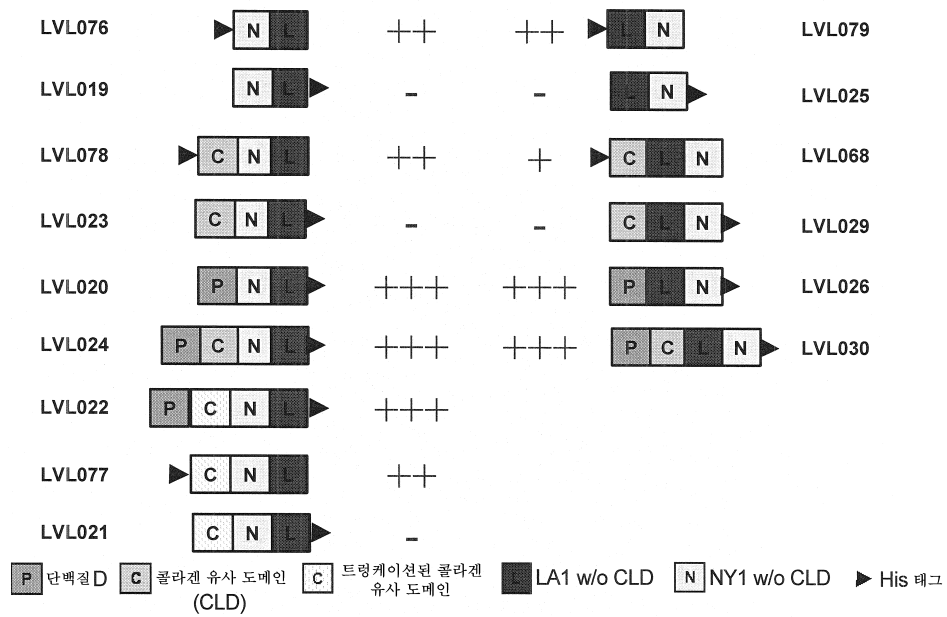 LVL076 N L ++ ++ L N LVL079
LVL019 N L - - L N LVL025
LVL078 C N L ++ + C L N LVL068
LVL023 C N L - - C L N LVL029
LVL020 P N L +++ +++ P L N LVL026
LVL024 P C N L +++ +++ P C L N LVL030
LVL022 P C N L +++
LVL077 C N L ++
LVL021 C N L -
P 단백질D C 콜라겐 유사 도메인 C 트렁케이션된 콜라겐 L LA1 w/o CLD N NY1 w/o CLD His 태그
(CLD) 유사 도메인